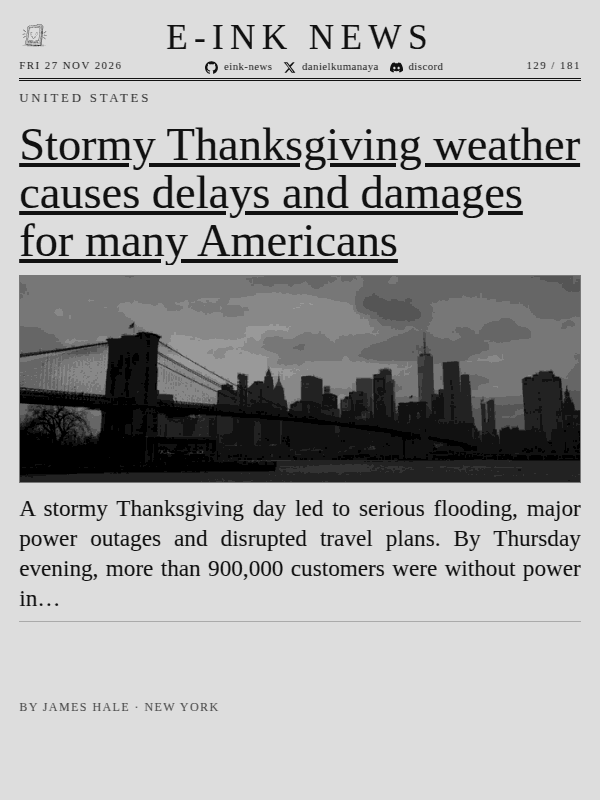 E-INK NEWS
FRI 27 NOV 2026
eink-news danielkumanaya discord
129 / 181
UNITED STATES
Stormy Thanksgiving weather
causes delays and damages
for many Americans
A stormy Thanksgiving day led to serious flooding, major
power outages and disrupted travel plans. By Thursday
evening, more than 900,000 customers were without power
in…
BY JAMES HALE · NEW YORK